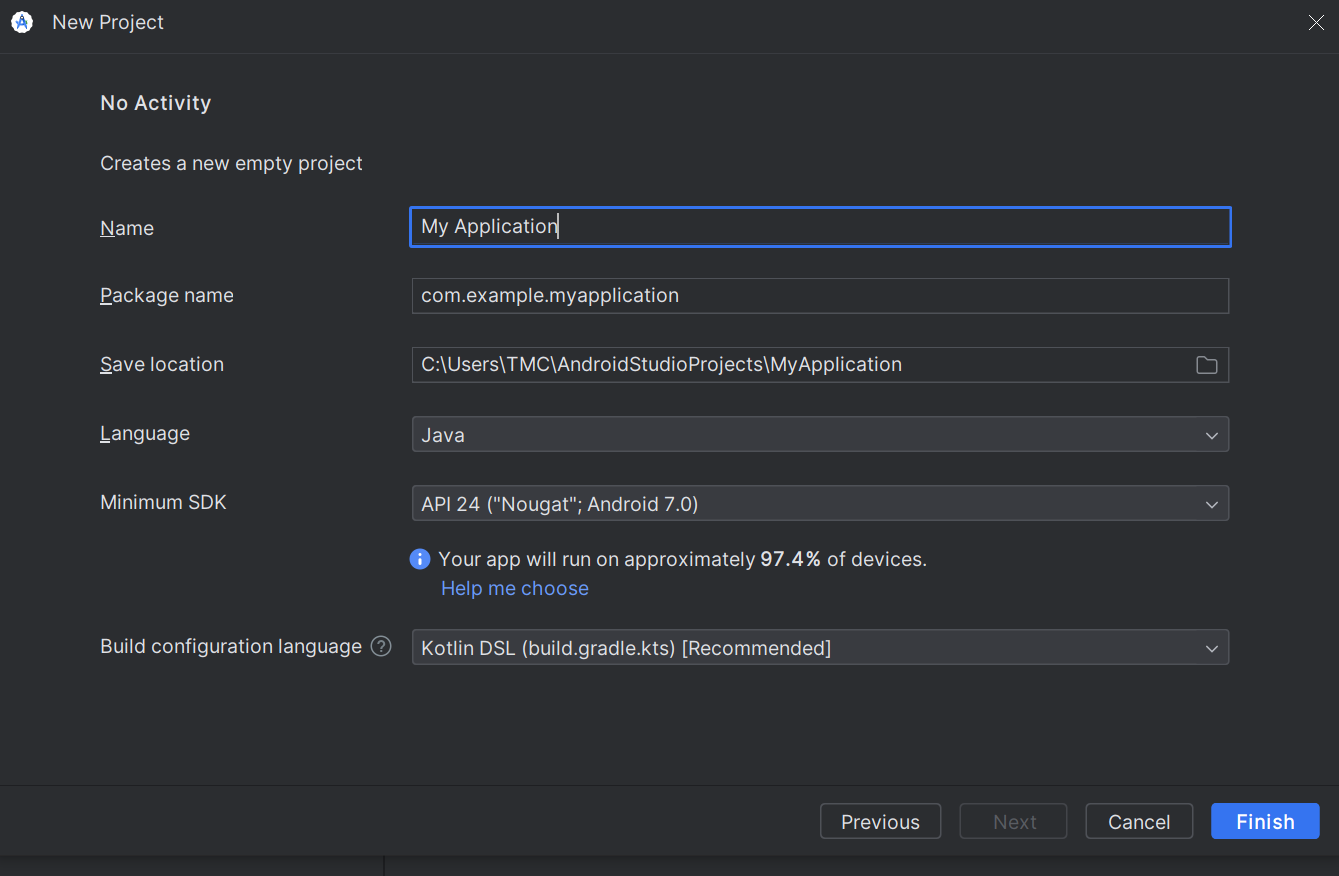 New Project
No Activity
Creates a new empty project
Name
My Application
Package name
com.example.myapplication
Save location
C:\Users\TMC\AndroidStudioProjects\MyApplication
Language
Java
Minimum SDK
API 24 ("Nougat"; Android 7.0)
Your app will run on approximately 97.4% of devices.
Help me choose
Build configuration language
Kotlin DSL (build.gradle.kts) [Recommended]
Previous
Next
Cancel
Finish